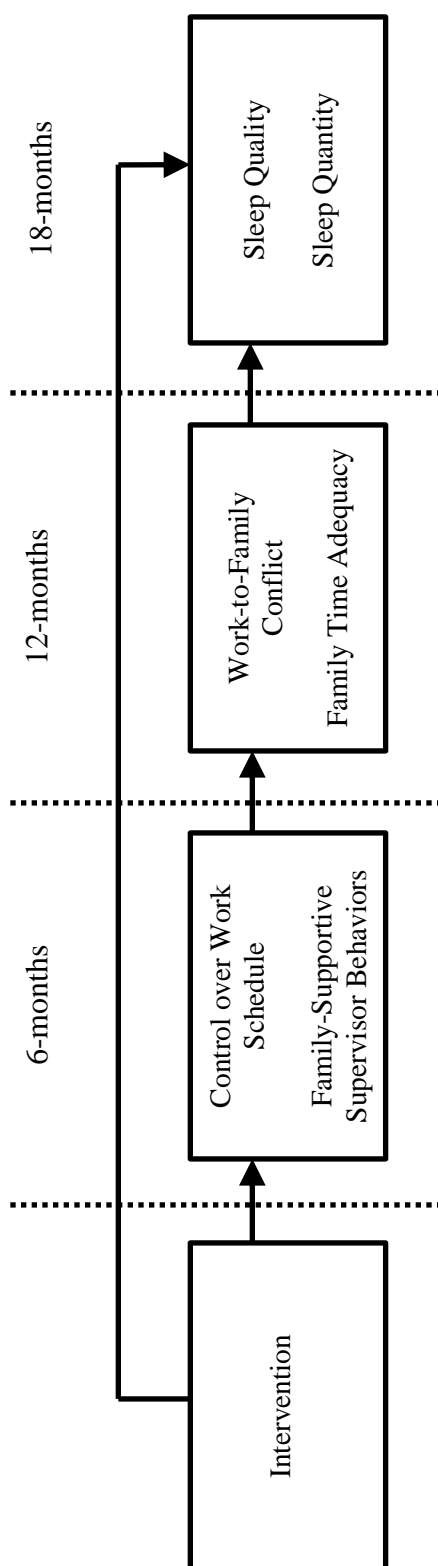 6-months
12-months
18-months
Intervention
Control over Work
Schedule
Family-Supportive
Supervisor Behaviors
Work-to-Family
Conflict
Family Time Adequacy
Sleep Quality
Sleep Quantity